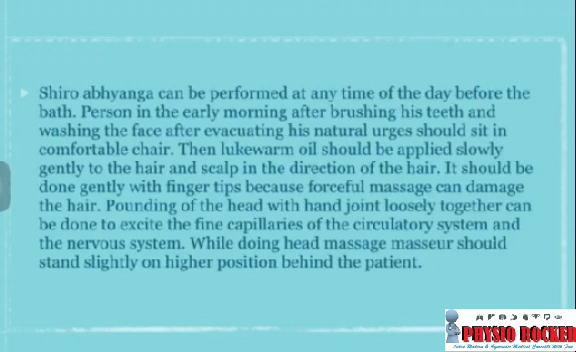 Shiro abhyanga can be performed at any time of the day before the
bath. Person in the early morning after brushing his teeth and
washing the face after evacuating his natural urges should sit in
comfortable chair. Then lukewarm oil should be applied slowly
gently to the hair and scalp in the direction of the hair. It should be
done gently with finger tips because forceful massage can damage
the hair. Pounding of the head with hand joint loosely together can
be done to excite the fine capillaries of the circulatory system and
the nervous system. While doing head massage masseur should
stand slightly on higher position behind the patient.
PHYSIO ROCKED